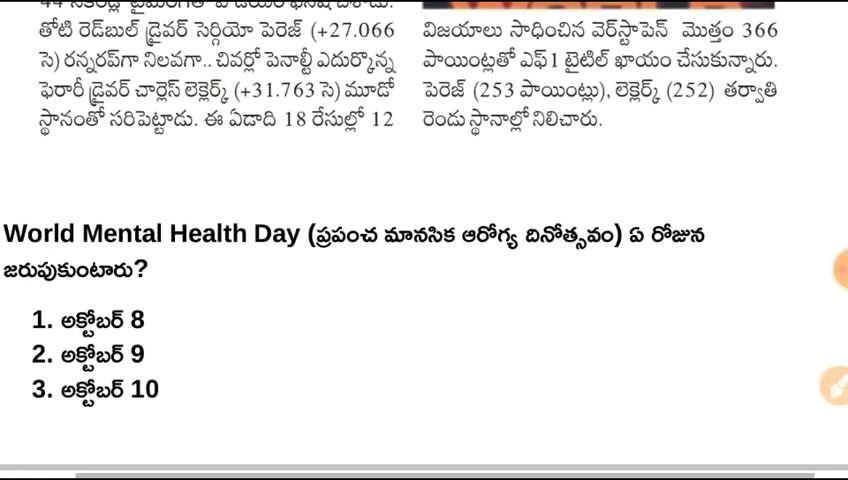 తోటి రెడ్‌బుల్ డ్రైవర్ సెర్గియో పెరెజ్ (+27.066
సె) రన్నరప్‌గా నిలవగా.. చివర్లో పెనాల్టీ ఎదుర్కొన్న
ఫెరారీ డ్రైవర్ చార్లెస్ లెక్లెర్క్ (+31.763 సె) మూడో
స్థానంతో సరిపెట్టాడు. ఈ ఏడాది 18 రేసుల్లో 12
విజయాలు సాధించిన వెర్‌స్టాపెన్ మొత్తం 366
పాయింట్లతో ఎఫ్1 టైటిల్ ఖాయం చేసుకున్నారు.
పెరెజ్ (253 పాయింట్లు), లెక్లెర్క్ (252) తర్వాతి
రెండు స్థానాల్లో నిలిచారు.
World Mental Health Day (ప్రపంచ మానసిక ఆరోగ్య దినోత్సవం) ఏ రోజున
జరుపుకుంటారు?
1. అక్టోబర్ 8
2. అక్టోబర్ 9
3. అక్టోబర్ 10